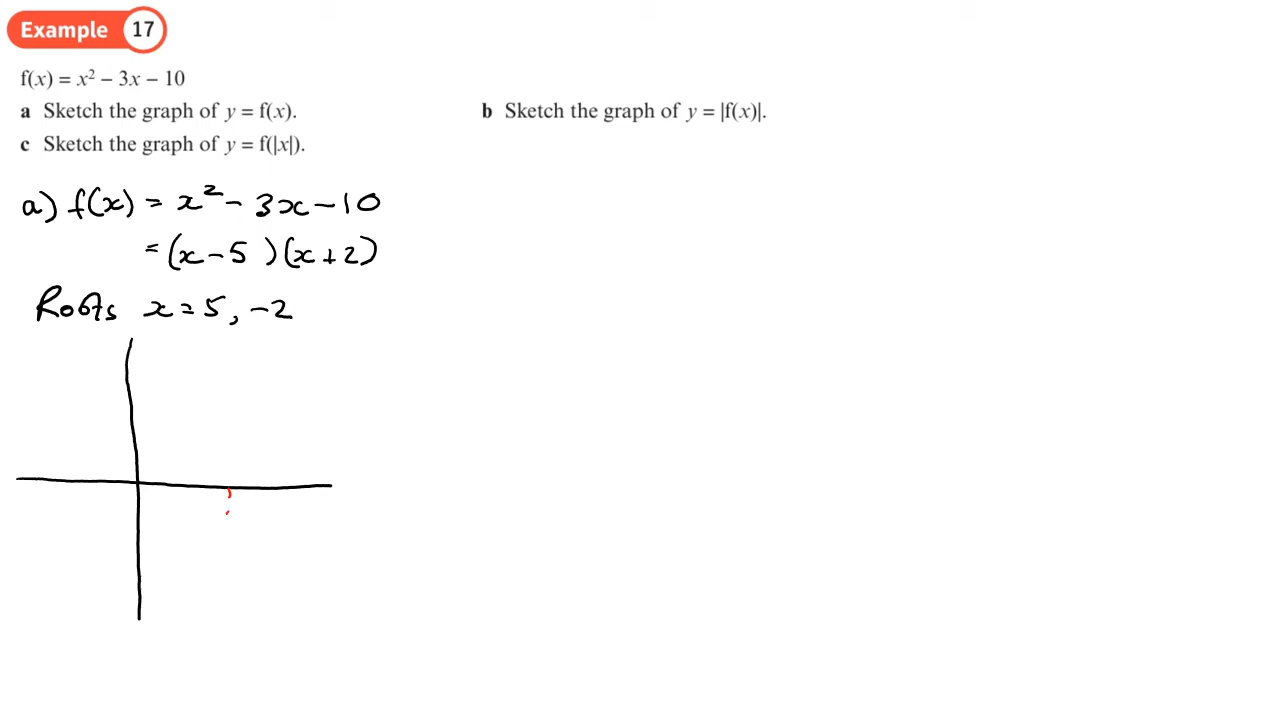 Example 17
f(x) = x² − 3x − 10
a Sketch the graph of y = f(x).
b Sketch the graph of y = |f(x)|.
c Sketch the graph of y = f(|x|).
a) f(x) = x² − 3x − 10
= (x − 5)(x + 2)
Roots x = 5, −2